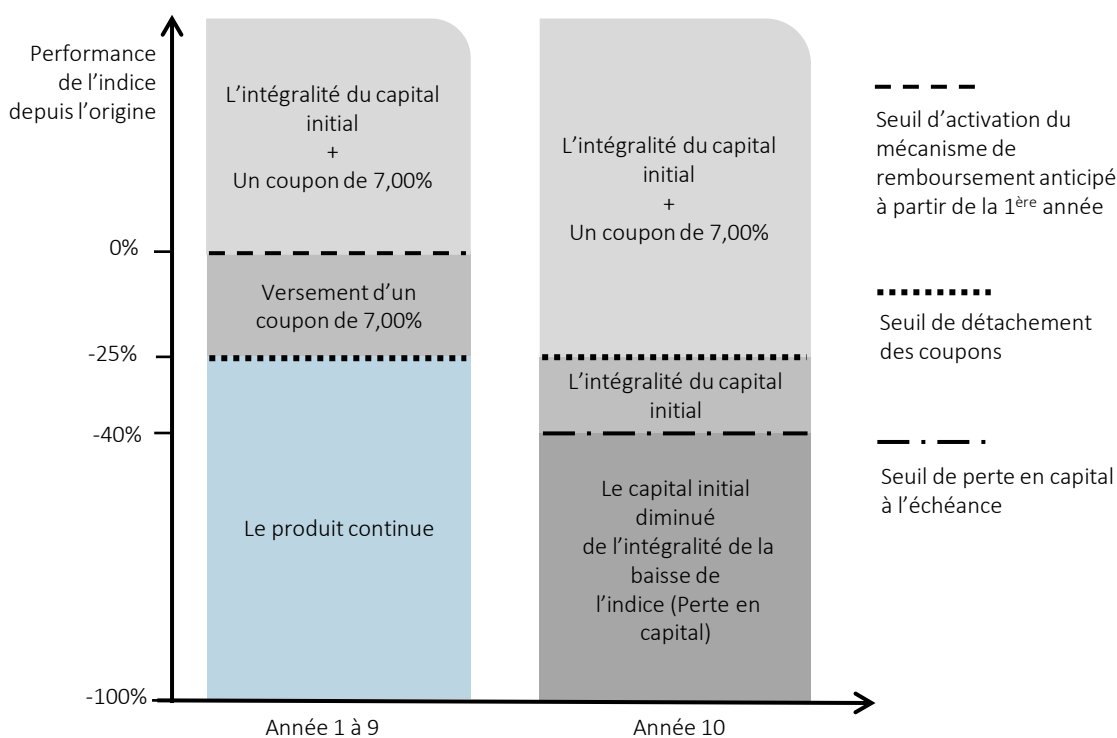 Performance
de l’indice
depuis l’origine
L’intégralité du capital
initial
+
Un coupon de 7,00%
L’intégralité du capital
initial
+
Un coupon de 7,00%
Seuil d’activation du
mécanisme de
remboursement anticipé
à partir de la 1ère année
0%
Versement d’un
coupon de 7,00%
Seuil de détachement
des coupons
-25%
L’intégralité du capital
initial
-40%
Seuil de perte en capital
à l’échéance
Le produit continue
Le capital initial
diminué
de l’intégralité de la
baisse de
l’indice (Perte en
capital)
-100%
Année 1 à 9
Année 10